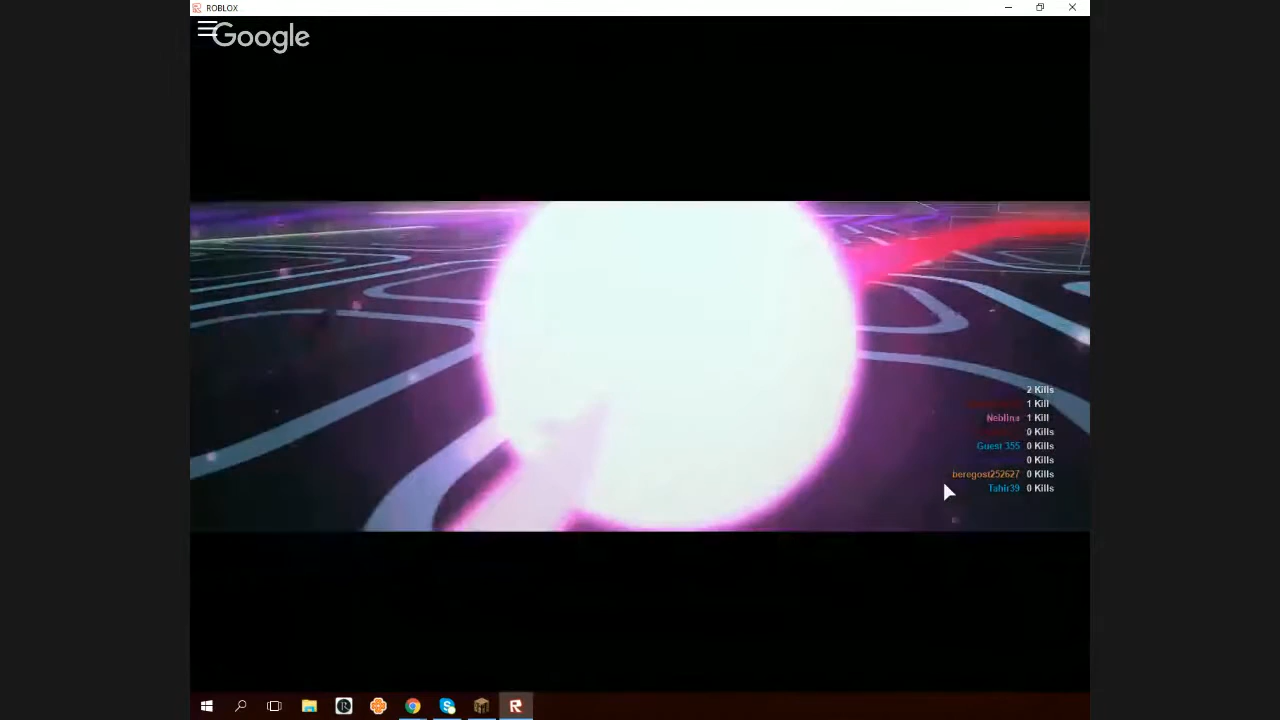 ROBLOX
Google
2 Kills
1 Kill
Neblina 1 Kill
0 Kills
Guest 355 0 Kills
0 Kills
beregost252627 0 Kills
Tahir39 0 Kills